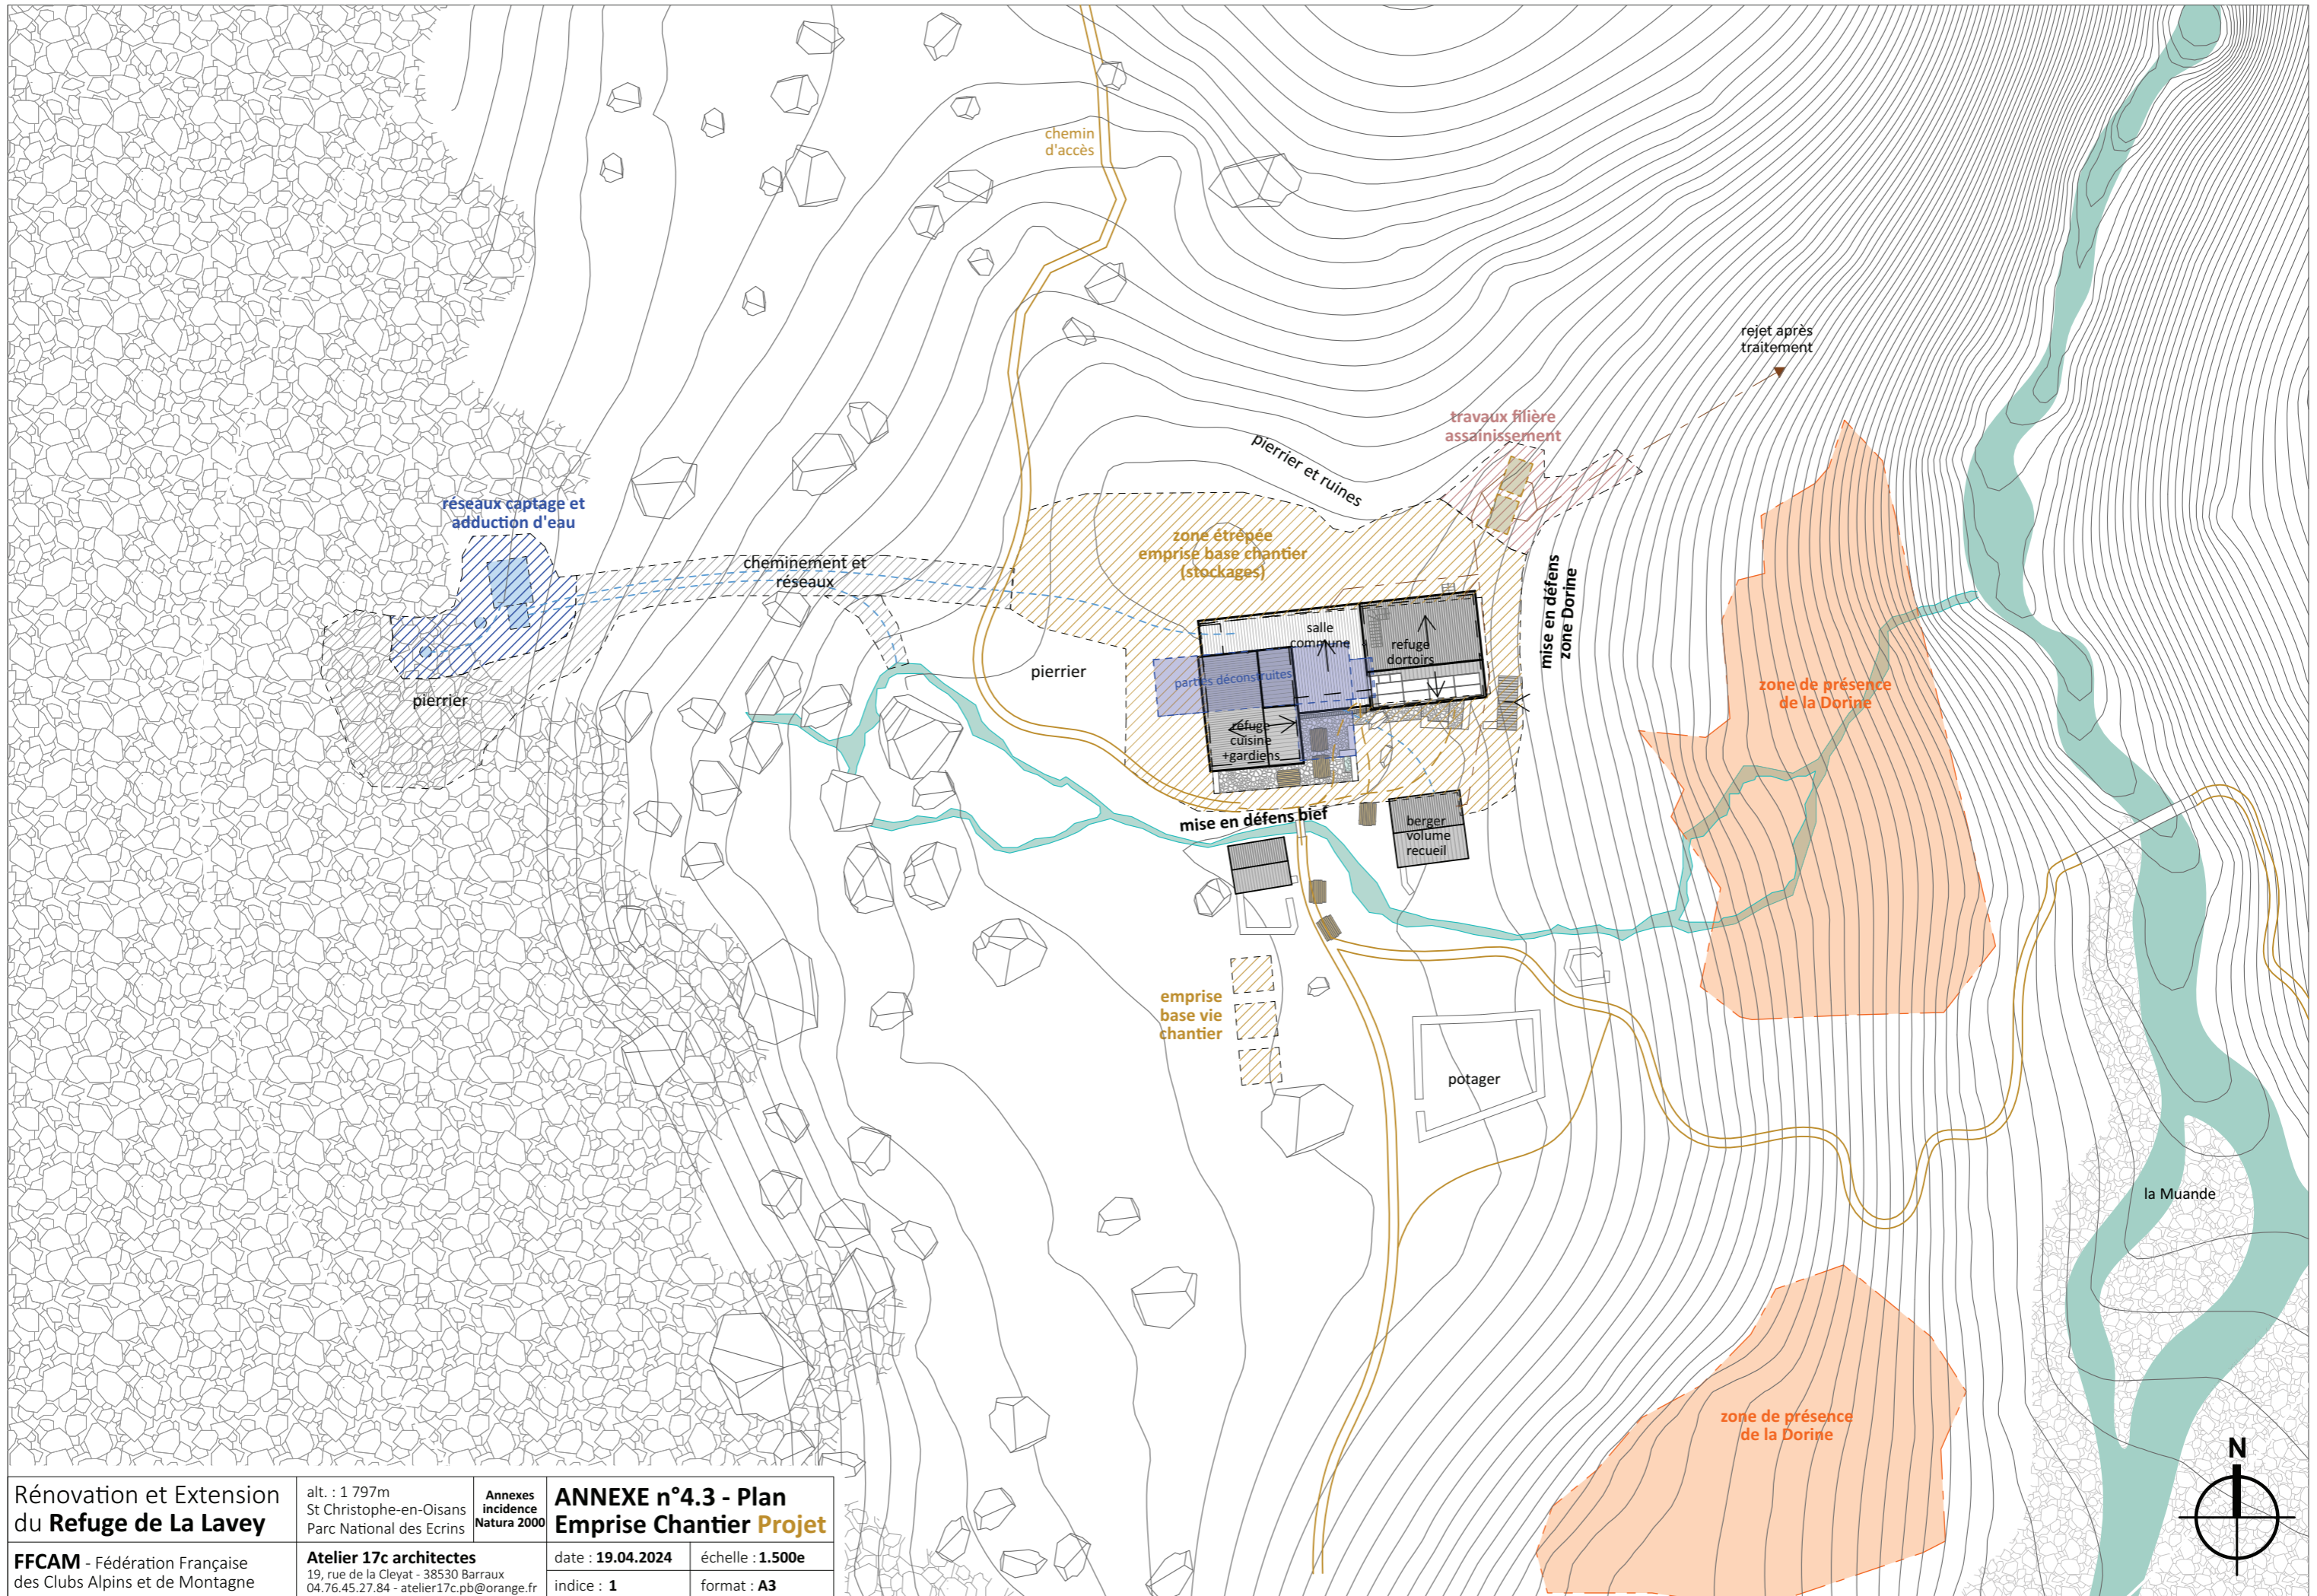 chemin
d'accès
rejet après
traitement
travaux filière
assainissement
pierrier et ruines
réseaux captage et
adduction d'eau
zone étrépée
emprise base chantier
(stockages)
cheminement et
réseaux
mise en défens
zone Dorine
salle
commune
refuge
dortoirs
pierrier
parties déconstruites
zone de présence
de la Dorine
pierrier
refuge
cuisine
+gardiens
mise en défens bief
berger
volume
recueil
emprise
base vie
chantier
potager
la Muande
zone de présence
de la Dorine
N
Rénovation et Extension
du Refuge de La Lavey
alt. : 1 797m
St Christophe-en-Oisans
Parc National des Ecrins
Annexes
incidence
Natura 2000
ANNEXE n°4.3 - Plan
Emprise Chantier Projet
FFCAM - Fédération Française
des Clubs Alpins et de Montagne
Atelier 17c architectes
19, rue de la Cleyat - 38530 Barraux
04.76.45.27.84 - atelier17c.pb@orange.fr
date : 19.04.2024
échelle : 1.500e
indice : 1
format : A3